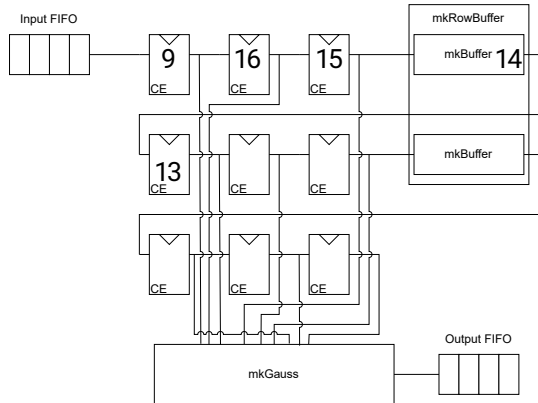 Input FIFO
mkRowBuffer
9
16
15
mkBuffer
14
CE
CE
CE
13
mkBuffer
CE
CE
CE
CE
CE
CE
mkGauss
Output FIFO